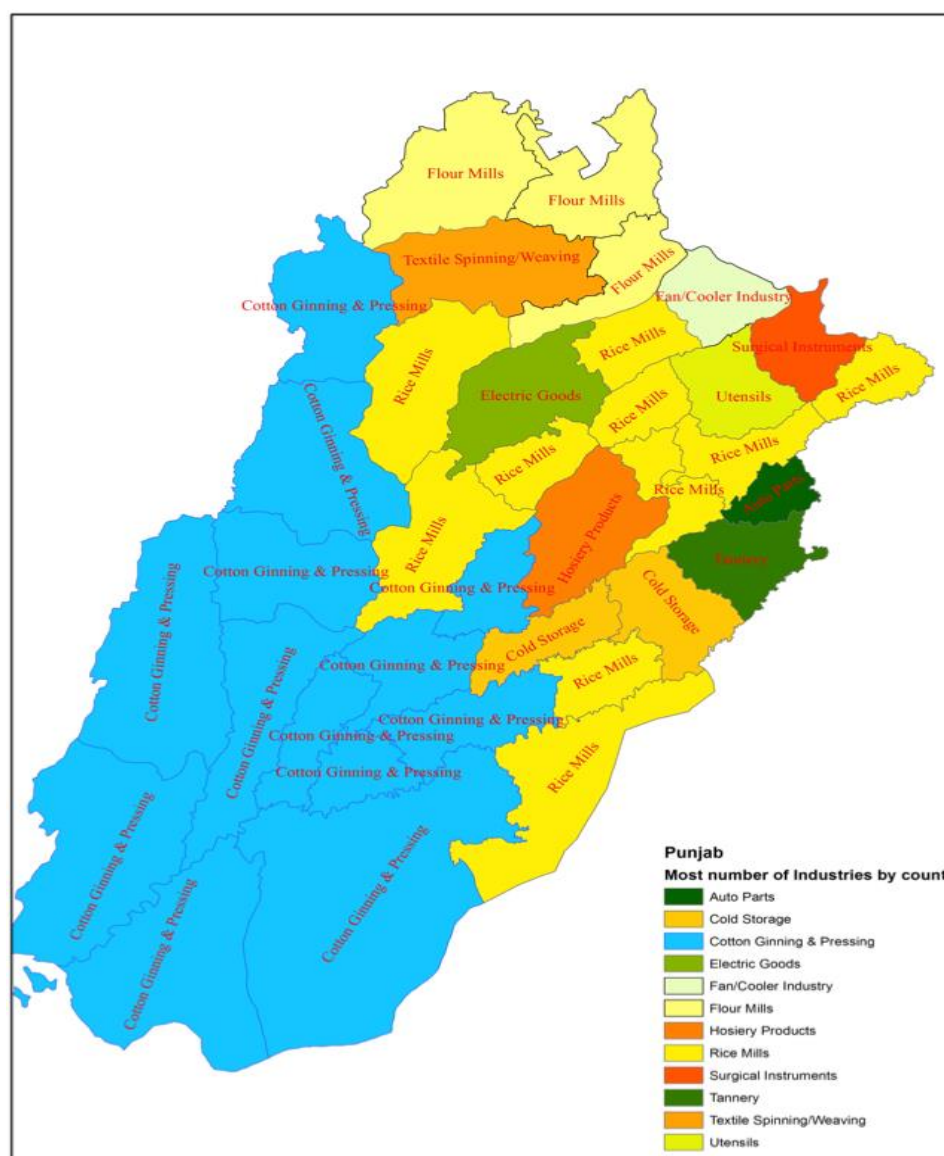 Flour Mills
Flour Mills
Textile Spinning/Weaving
Flour Mills
Cotton Ginning & Pressing
Fan/Cooler Industry
Rice Mills
Surgical Instruments
Rice Mills
Electric Goods
Rice Mills
Utensils
Rice Mills
Cotton Ginning & Pressing
Rice Mills
Rice Mills
Rice Mills
Auto Parts
Hosiery Products
Rice Mills
Cotton Ginning & Pressing
Cotton Ginning & Pressing
Tannery
Cotton Ginning & Pressing
Cold Storage
Cold Storage
Cotton Ginning & Pressing
Rice Mills
Cotton Ginning & Pressing
Cotton Ginning & Pressing
Cotton Ginning & Pressing
Cotton Ginning & Pressing
Rice Mills
Cotton Ginning & Pressing
Cotton Ginning & Pressing
Cotton Ginning & Pressing
Punjab
Most number of Industries by count
Auto Parts
Cold Storage
Cotton Ginning & Pressing
Electric Goods
Fan/Cooler Industry
Flour Mills
Hosiery Products
Rice Mills
Surgical Instruments
Tannery
Textile Spinning/Weaving
Utensils